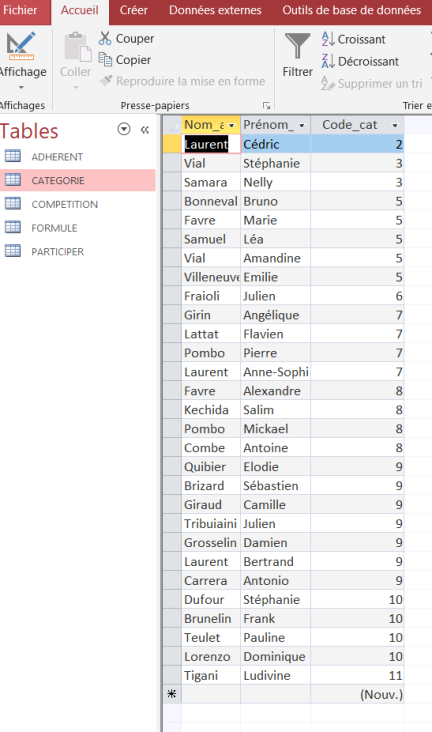 Fichier Accueil Créer Données externes Outils de base de données
Affichage
Coller
Couper
Copier
Reproduire la mise en forme
Filtrer
Croissant
Décroissant
Supprimer un tri
Affichages Presse-papiers Trier e
Tables «
ADHERENT
CATEGORIE
COMPETITION
FORMULE
PARTICIPER
Nom_a Prénom_ Code_cat
Laurent Cédric 2
Vial Stéphanie 3
Samara Nelly 3
Bonneval Bruno 5
Favre Marie 5
Samuel Léa 5
Vial Amandine 5
Villeneuve Emilie 5
Fraioli Julien 6
Girin Angélique 7
Lattat Flavien 7
Pombo Pierre 7
Laurent Anne-Sophi 7
Favre Alexandre 8
Kechida Salim 8
Pombo Mickael 8
Combe Antoine 8
Quibier Elodie 9
Brizard Sébastien 9
Giraud Camille 9
Tribuiaini Julien 9
Grosselin Damien 9
Laurent Bertrand 9
Carrera Antonio 9
Dufour Stéphanie 10
Brunelin Frank 10
Teulet Pauline 10
Lorenzo Dominique 10
Tigani Ludivine 11
(Nouv.)